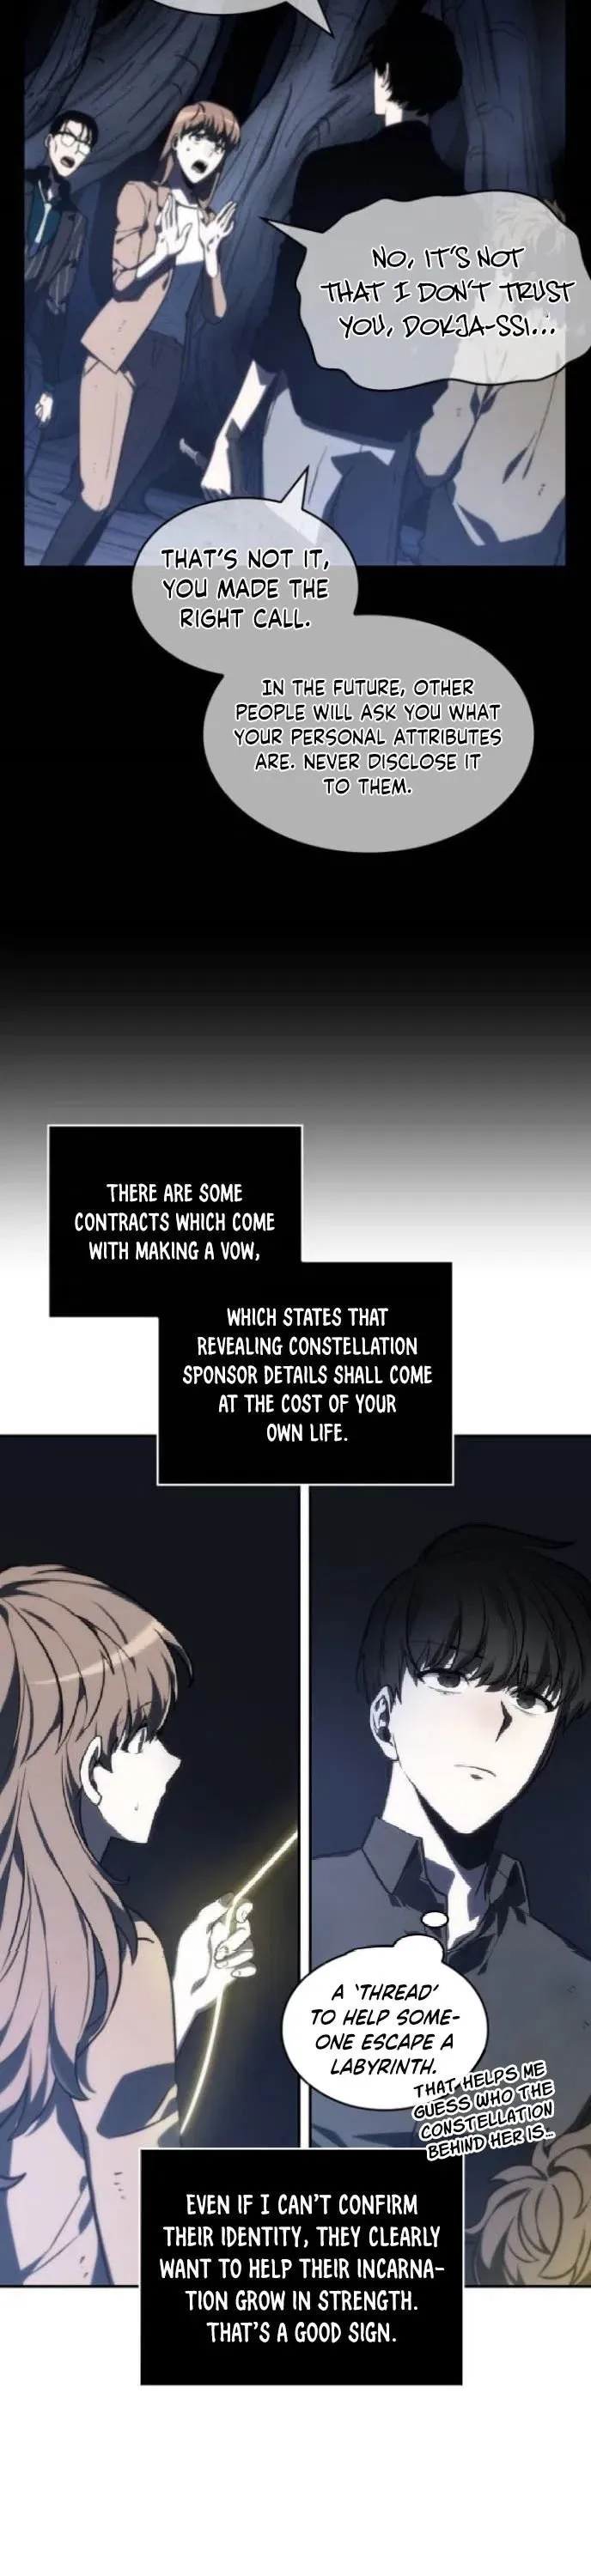 NO, IT'S NOT
THAT I DON'T TRUST
YOU, DOKJA-SSI...
THAT'S NOT IT,
YOU MADE THE
RIGHT CALL.
IN THE FUTURE, OTHER
PEOPLE WILL ASK YOU WHAT
YOUR PERSONAL ATTRIBUTES
ARE. NEVER DISCLOSE IT
TO THEM.
THERE ARE SOME
CONTRACTS WHICH COME
WITH MAKING A VOW,
WHICH STATES THAT
REVEALING CONSTELLATION
SPONSOR DETAILS SHALL COME
AT THE COST OF YOUR
OWN LIFE.
A 'THREAD'
TO HELP SOME-
ONE ESCAPE A
LABYRINTH.
THAT HELPS ME
GUESS WHO THE
CONSTELLATION
BEHIND HER IS...
EVEN IF I CAN'T CONFIRM
THEIR IDENTITY, THEY CLEARLY
WANT TO HELP THEIR INCARNA-
TION GROW IN STRENGTH.
THAT'S A GOOD SIGN.